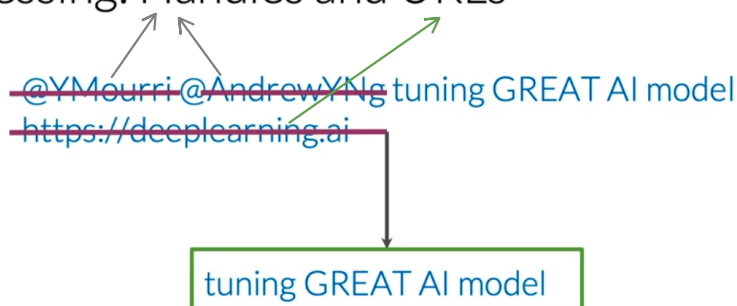 @YMourri @AndrewYNg tuning GREAT AI model
https://deeplearning.ai
tuning GREAT AI model